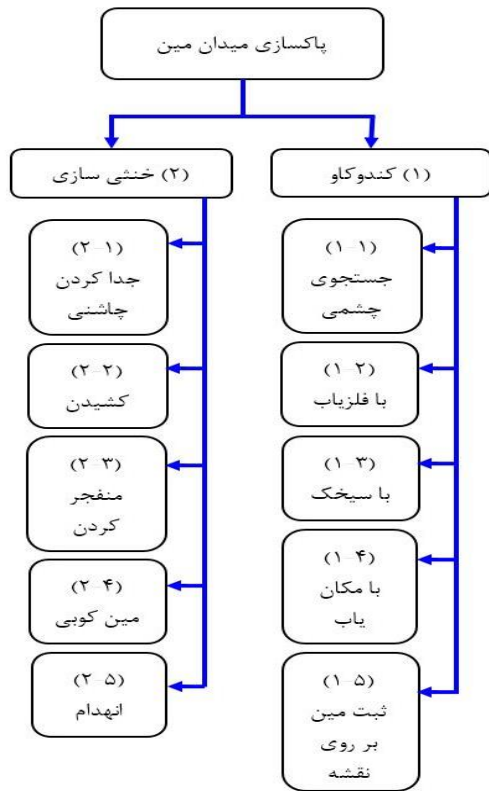 پاکسازی میدان مین
(۱) کندوکاو
(۱-۱)
جستجوی
چشمی
(۱-۲)
با فلزیاب
(۱-۳)
با سیخک
(۱-۴)
با مکان
یاب
(۱-۵)
ثبت مین
بر روی
نقشه
(۲) خنثی سازی
(۲-۱)
جدا کردن
چاشنی
(۲-۲)
کشیدن
(۲-۳)
منفجر
کردن
(۲-۴)
مین کوبی
(۲-۵)
انهدام